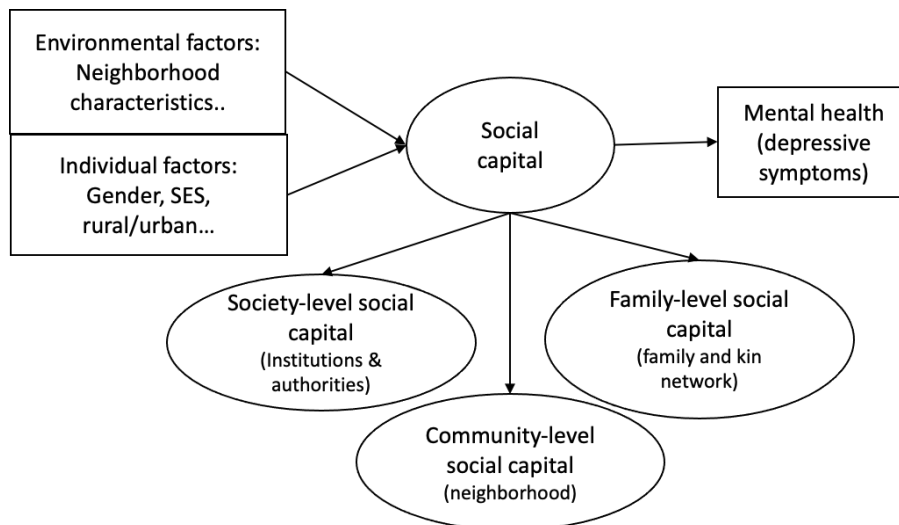 Environmental factors:
Neighborhood
characteristics..
Individual factors:
Gender, SES,
rural/urban…
Social
capital
Mental health
(depressive
symptoms)
Society-level social
capital
(Institutions &
authorities)
Family-level social
capital
(family and kin
network)
Community-level
social capital
(neighborhood)